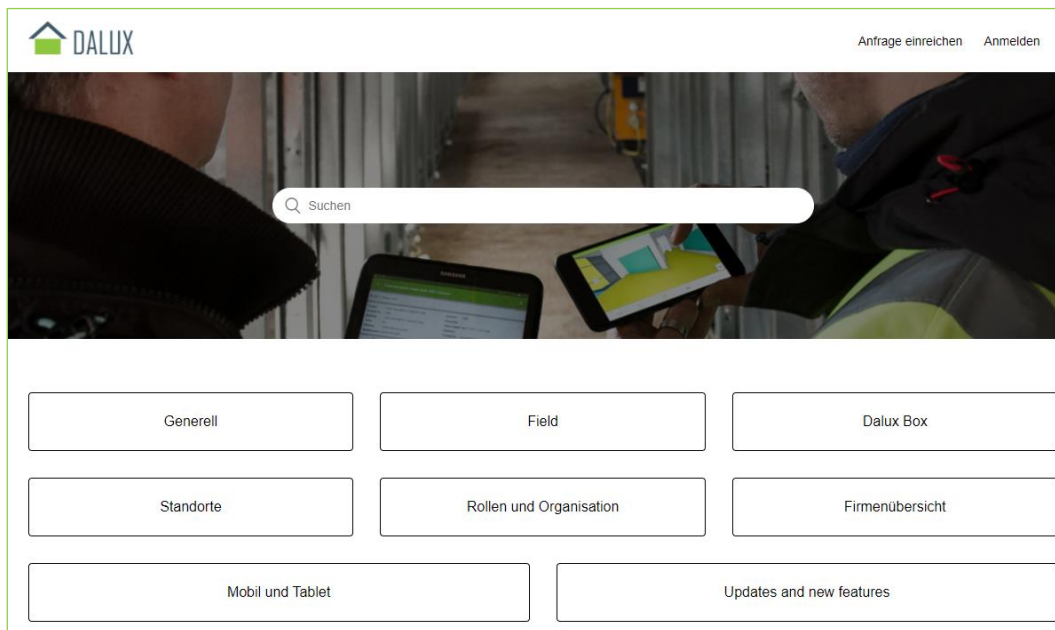 DALUX
Anfrage einreichen Anmelden
Suchen
SAMSUNG
Generell Field Dalux Box
Standorte Rollen und Organisation Firmenübersicht
Mobil und Tablet Updates and new features